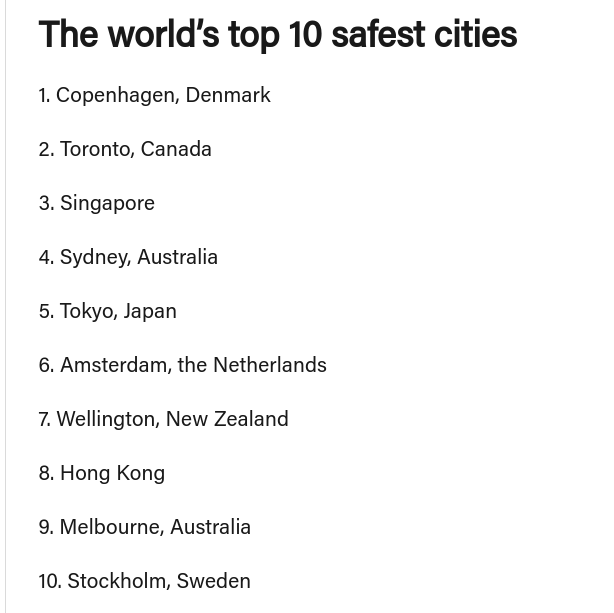 The world’s top 10 safest cities
1. Copenhagen, Denmark
2. Toronto, Canada
3. Singapore
4. Sydney, Australia
5. Tokyo, Japan
6. Amsterdam, the Netherlands
7. Wellington, New Zealand
8. Hong Kong
9. Melbourne, Australia
10. Stockholm, Sweden